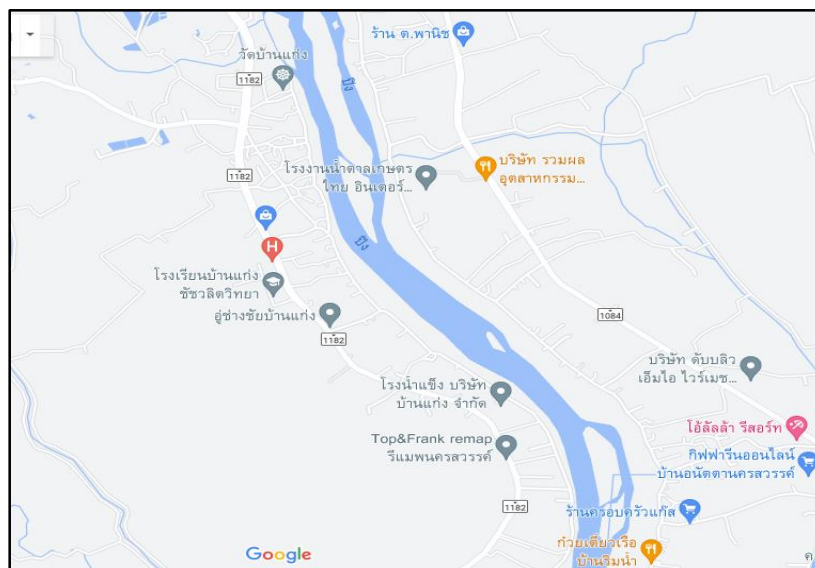 ร้าน ต.พานิช
วัดบ้านแก่ง
1182
ปิง
บริษัท รวมผล
อุตสาหกรรม...
โรงงานน้ำตาลเกษตร
ไทย อินเตอร์...
1182
ปิง
H
โรงเรียนบ้านแก่ง
ชัชวลิตวิทยา
อู่ช่างชัยบ้านแก่ง
1084
1182
บริษัท ดับบลิว
เอ็มไอ ไวร์เมช...
โรงน้ำแข็ง บริษัท
บ้านแก่ง จำกัด
โอ้ลัลล้า รีสอร์ท
Top&Frank remap
รีแมพนครสวรรค์
กิฟฟารีนออนไลน์
บ้านอนัตตานครสวรรค์
1182
ร้านครอบครัวแก๊ส
ก๋วยเตี๋ยวเรือ
บ้านริมน้ำ
Google
ค